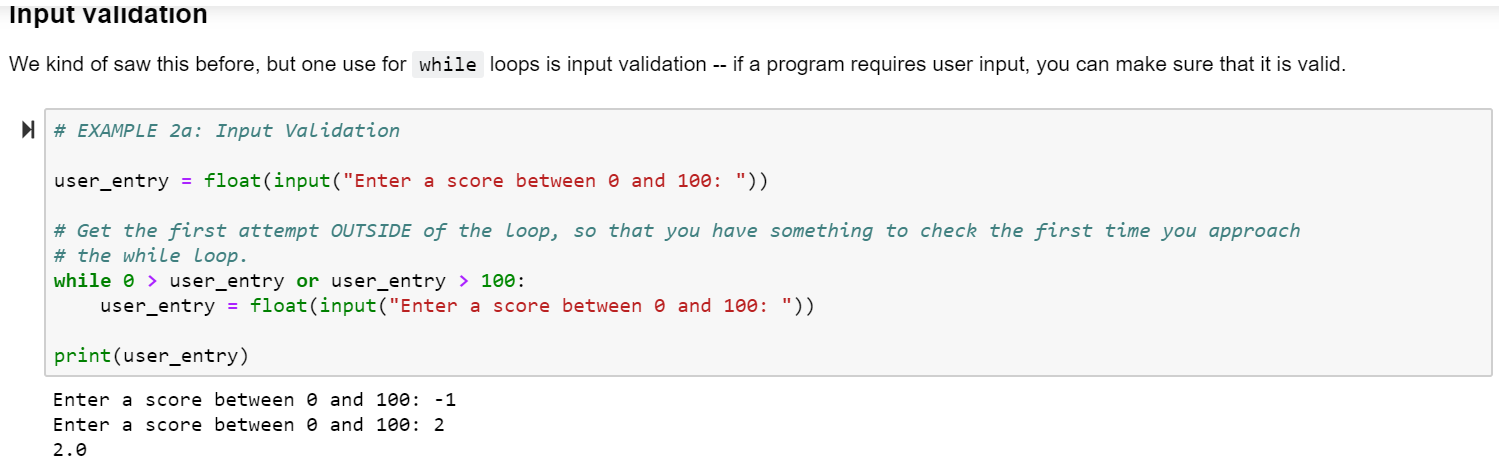 Input validation
We kind of saw this before, but one use for while loops is input validation -- if a program requires user input, you can make sure that it is valid.
# EXAMPLE 2a: Input Validation
user_entry = float(input("Enter a score between 0 and 100: "))
# Get the first attempt OUTSIDE of the loop, so that you have something to check the first time you approach
# the while loop.
while 0 > user_entry or user_entry > 100:
    user_entry = float(input("Enter a score between 0 and 100: "))
print(user_entry)
Enter a score between 0 and 100: -1
Enter a score between 0 and 100: 2
2.0